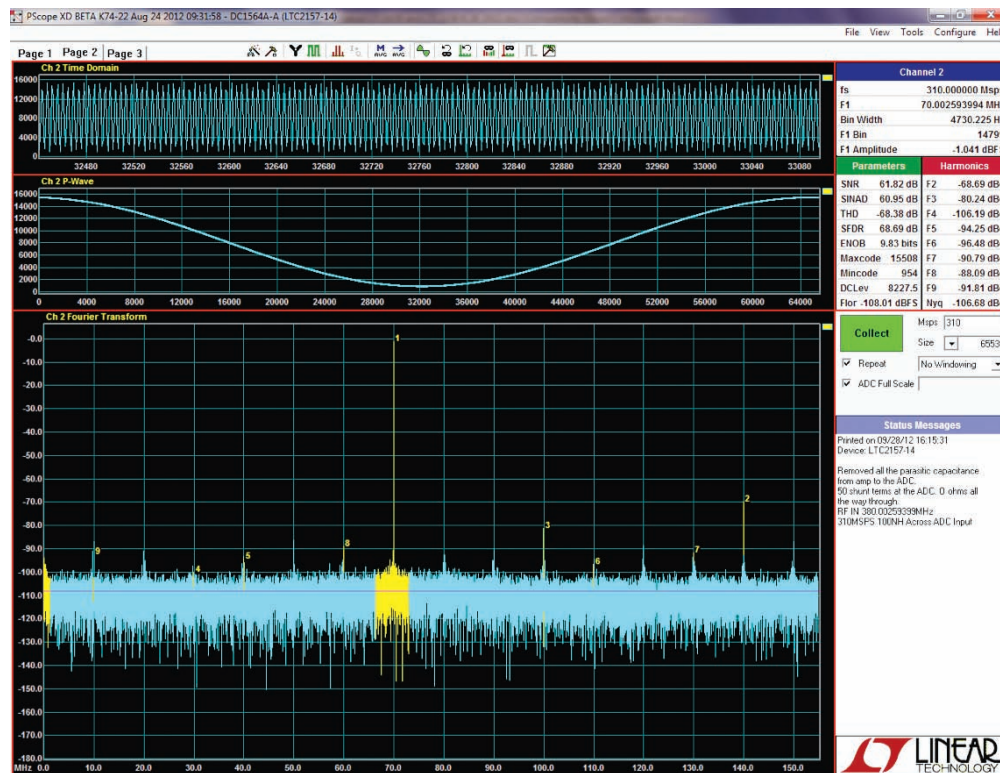 PScope XD BETA K74-22 Aug 24 2012 09:31:58 - DC1564A-A (LTC2157-14)
File View Tools Configure Hel
Page 1 Page 2 Page 3
Ch 2 Time Domain
16000
12000
8000
4000
0
32480 32520 32560 32600 32640 32680 32720 32760 32800 32840 32880 32920 32960 33000 33040 33080
Ch 2 P-Wave
16000
14000
12000
10000
8000
6000
4000
2000
0
0 4000 8000 12000 16000 20000 24000 28000 32000 36000 40000 44000 48000 52000 56000 60000 64000
Ch 2 Fourier Transform
-0.0
-10.0
-20.0
-30.0
-40.0
-50.0
-60.0
-70.0
-80.0
-90.0
-100.0
-110.0
-120.0
-130.0
-140.0
-150.0
-160.0
-170.0
-180.0
1
2
3
4
5
6
7
8
9
MHz 0.0 10.0 20.0 30.0 40.0 50.0 60.0 70.0 80.0 90.0 100.0 110.0 120.0 130.0 140.0 150.0
Channel 2
fs 310.000000 Msp
F1 70.002593994 MH
Bin Width 4730.225 H
F1 Bin 1479
F1 Amplitude -1.041 dBF
Parameters Harmonics
SNR 61.82 dB F2 -68.69 dB
SINAD 60.95 dB F3 -80.24 dB
THD -68.38 dB F4 -106.19 dB
SFDR 68.69 dB F5 -94.25 dB
ENOB 9.83 bits F6 -96.48 dB
Maxcode 15508 F7 -90.79 dB
Mincode 954 F8 -88.09 dB
DCLev 8227.5 F9 -91.81 dB
Flor -108.01 dBFS Nyq -106.68 dB
Collect
Msps 310
Size 6553
Repeat
No Windowing
ADC Full Scale
Status Messages
Printed on 09/28/12 16:15:31
Device: LTC2157-14
Removed all the parasitic capacitance
from amp to the ADC.
50 shunt terms at the ADC. 0 ohms all
the way through.
RF IN 380.00259399MHz
310MSPS 100NH Across ADC Input
LINEAR
TECHNOLOGY